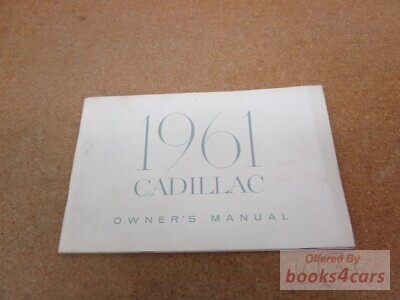 1961
CADILLAC
OWNER'S MANUAL
Offered By
books4cars